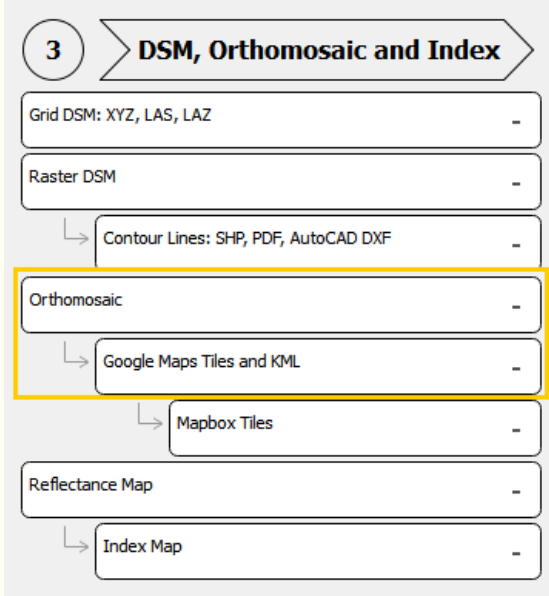 3
DSM, Orthomosaic and Index
Grid DSM: XYZ, LAS, LAZ
-
Raster DSM
-
Contour Lines: SHP, PDF, AutoCAD DXF
-
Orthomosaic
-
Google Maps Tiles and KML
-
Mapbox Tiles
-
Reflectance Map
-
Index Map
-